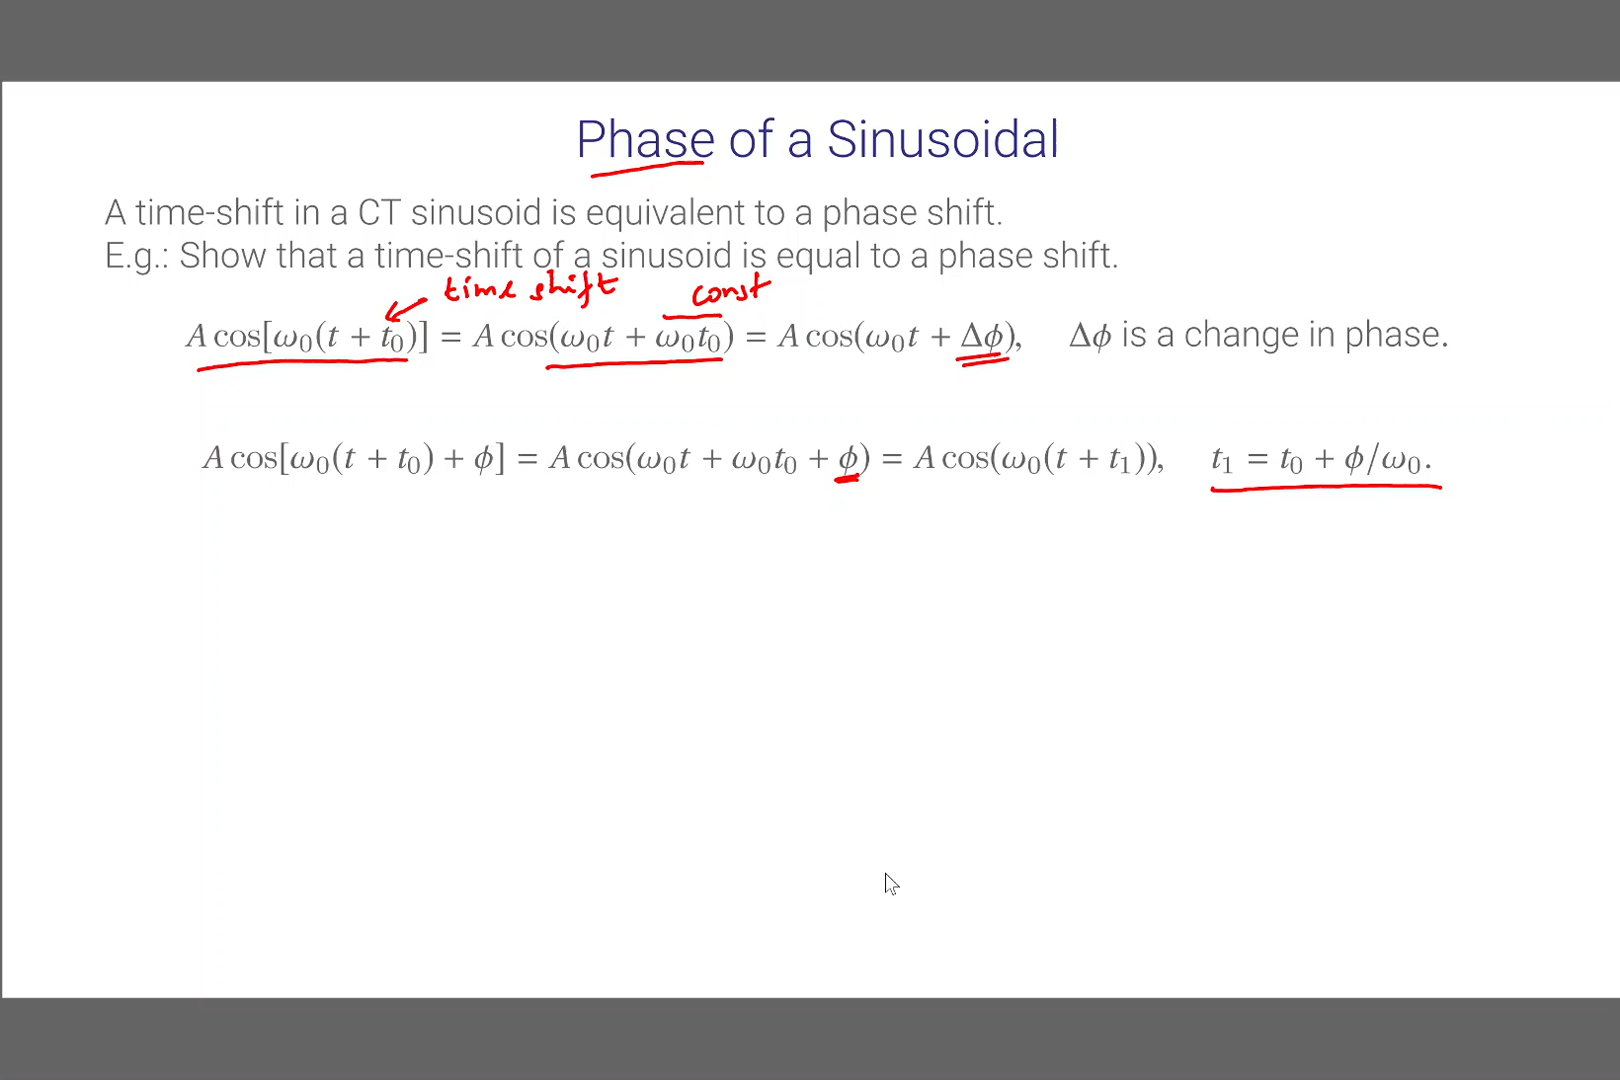 Phase of a Sinusoidal
A time-shift in a CT sinusoid is equivalent to a phase shift.
E.g.: Show that a time-shift of a sinusoid is equal to a phase shift.
time shift const
A cos[ω₀(t + t₀)] = A cos(ω₀t + ω₀t₀) = A cos(ω₀t + Δϕ), Δϕ is a change in phase.
A cos[ω₀(t + t₀) + ϕ] = A cos(ω₀t + ω₀t₀ + ϕ) = A cos(ω₀(t + t₁)), t₁ = t₀ + ϕ/ω₀.